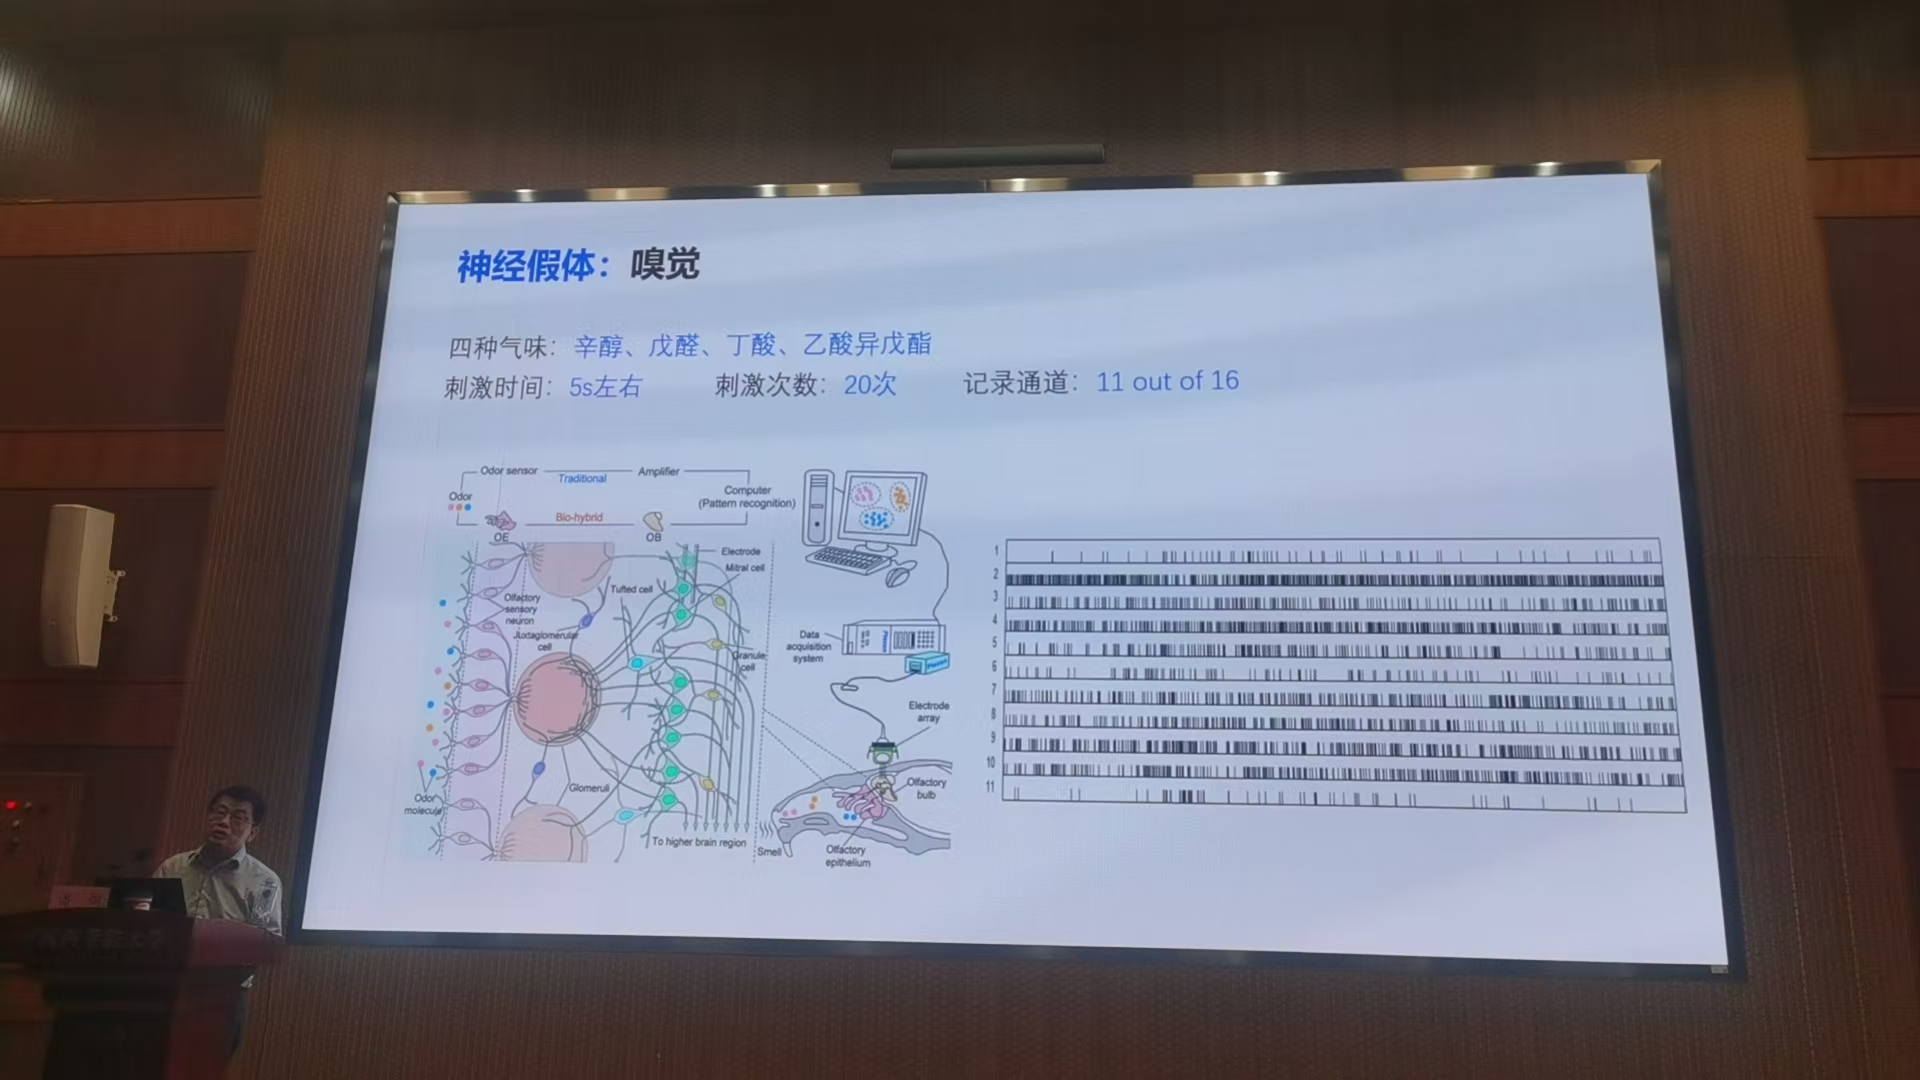 神经假体：嗅觉
四种气味：辛醇、戊醛、丁酸、乙酸异戊酯
刺激时间：5s左右 刺激次数：20次 记录通道：11 out of 16
Odor sensor
Traditional
Amplifier
Odor
Computer
(Pattern recognition)
Bio-hybrid
OE
OB
Electrode
Mitral cell
Tufted cell
Olfactory
sensory
neuron
Juxtaglomerular
cell
Granule
cell
Glomeruli
Odor
molecule
To higher brain region
Data
acquisition
system
Electrode
array
Olfactory
bulb
Smell
Olfactory
epithelium
1
2
3
4
5
6
7
8
9
10
11